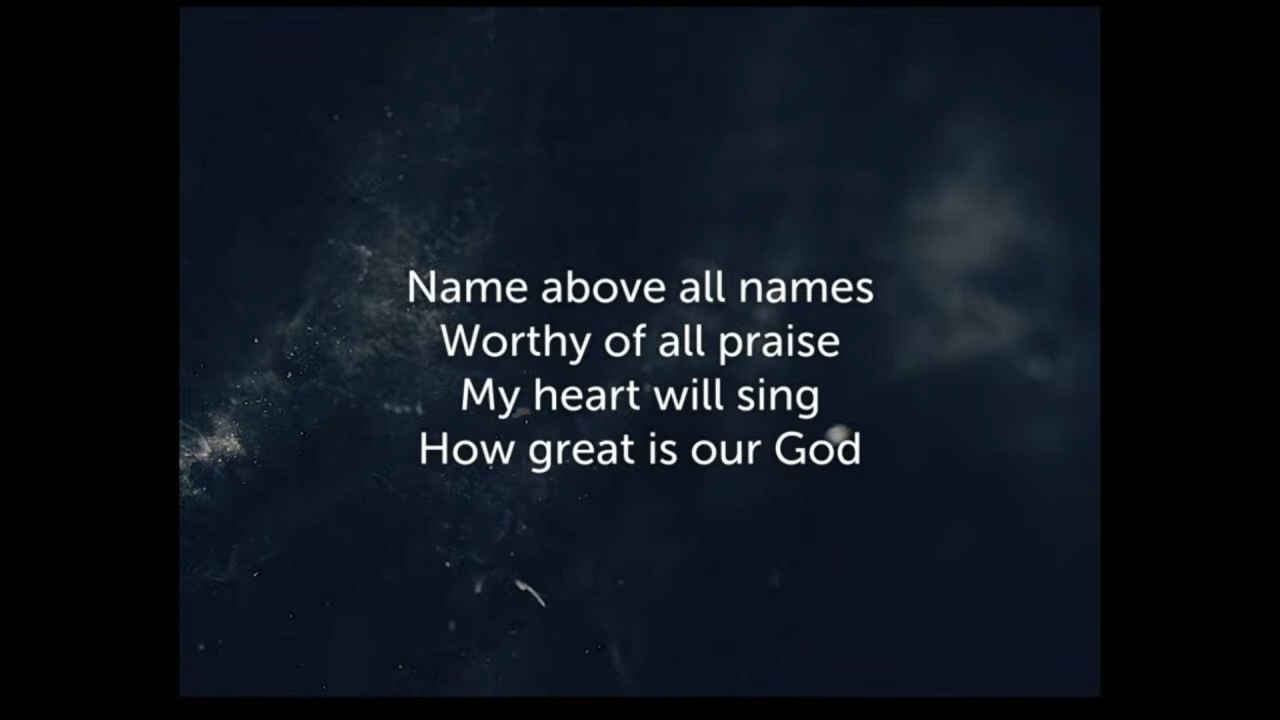 Name above all names
Worthy of all praise
My heart will sing
How great is our God